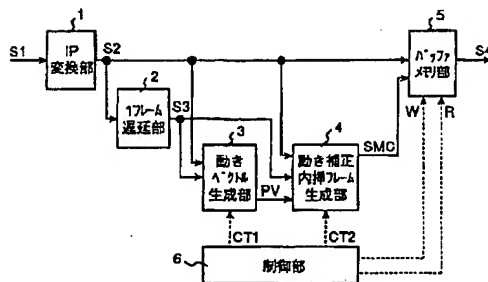 1
S1
IP
変換部
S2
2
1フレーム
遅延部
S3
3
動き
ベクトル
生成部
PV
4
動き補正
内挿フレーム
生成部
SMC
5
バッファ
メモリ部
S4
W
R
CT1
CT2
6
制御部